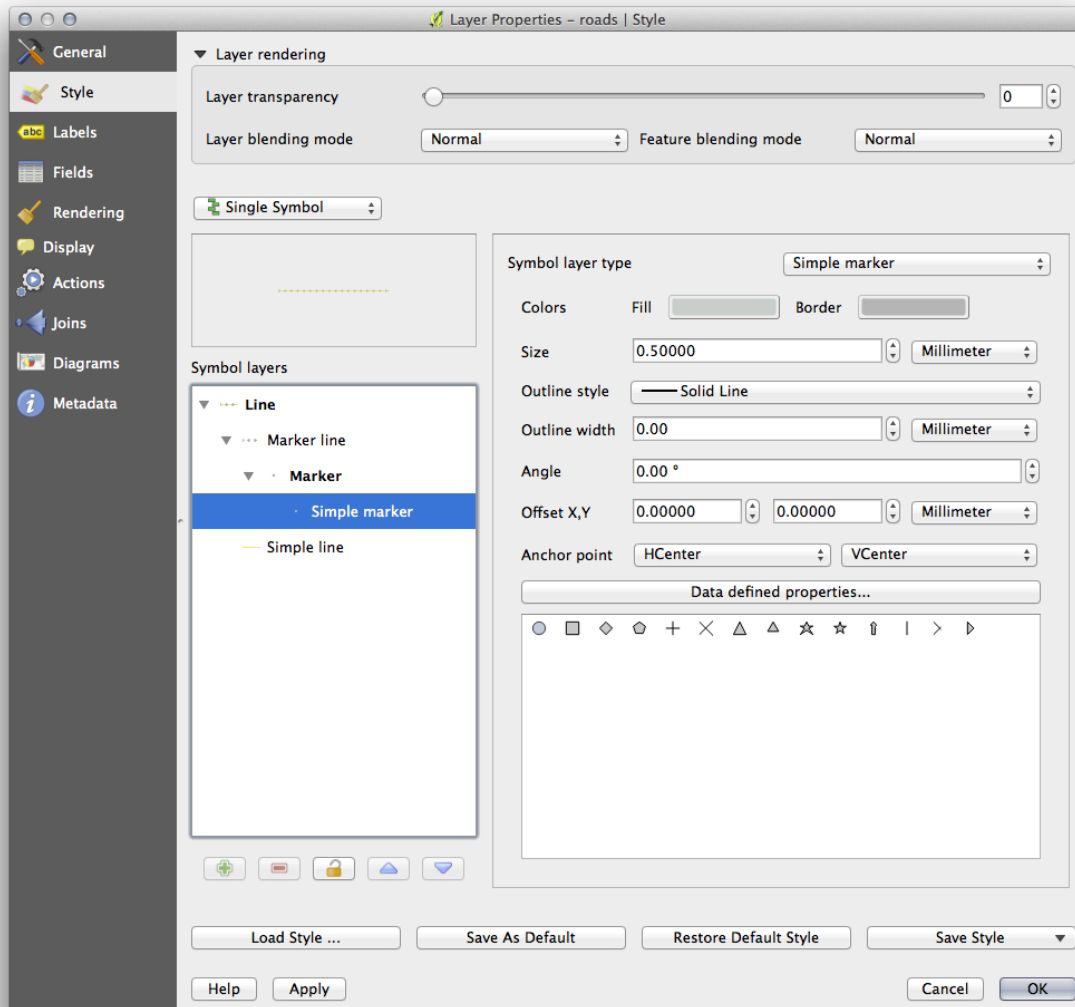 Layer Properties – roads | Style
General
Style
abc Labels
Fields
Rendering
Display
Actions
Joins
Diagrams
i Metadata
Layer rendering
Layer transparency 0
Layer blending mode Normal Feature blending mode Normal
Single Symbol
Symbol layers
Line
Marker line
Marker
Simple marker
Simple line
Symbol layer type Simple marker
Colors Fill Border
Size 0.50000 Millimeter
Outline style Solid Line
Outline width 0.00 Millimeter
Angle 0.00 °
Offset X,Y 0.00000 0.00000 Millimeter
Anchor point HCenter VCenter
Data defined properties...
Load Style ... Save As Default Restore Default Style Save Style
Help Apply Cancel OK